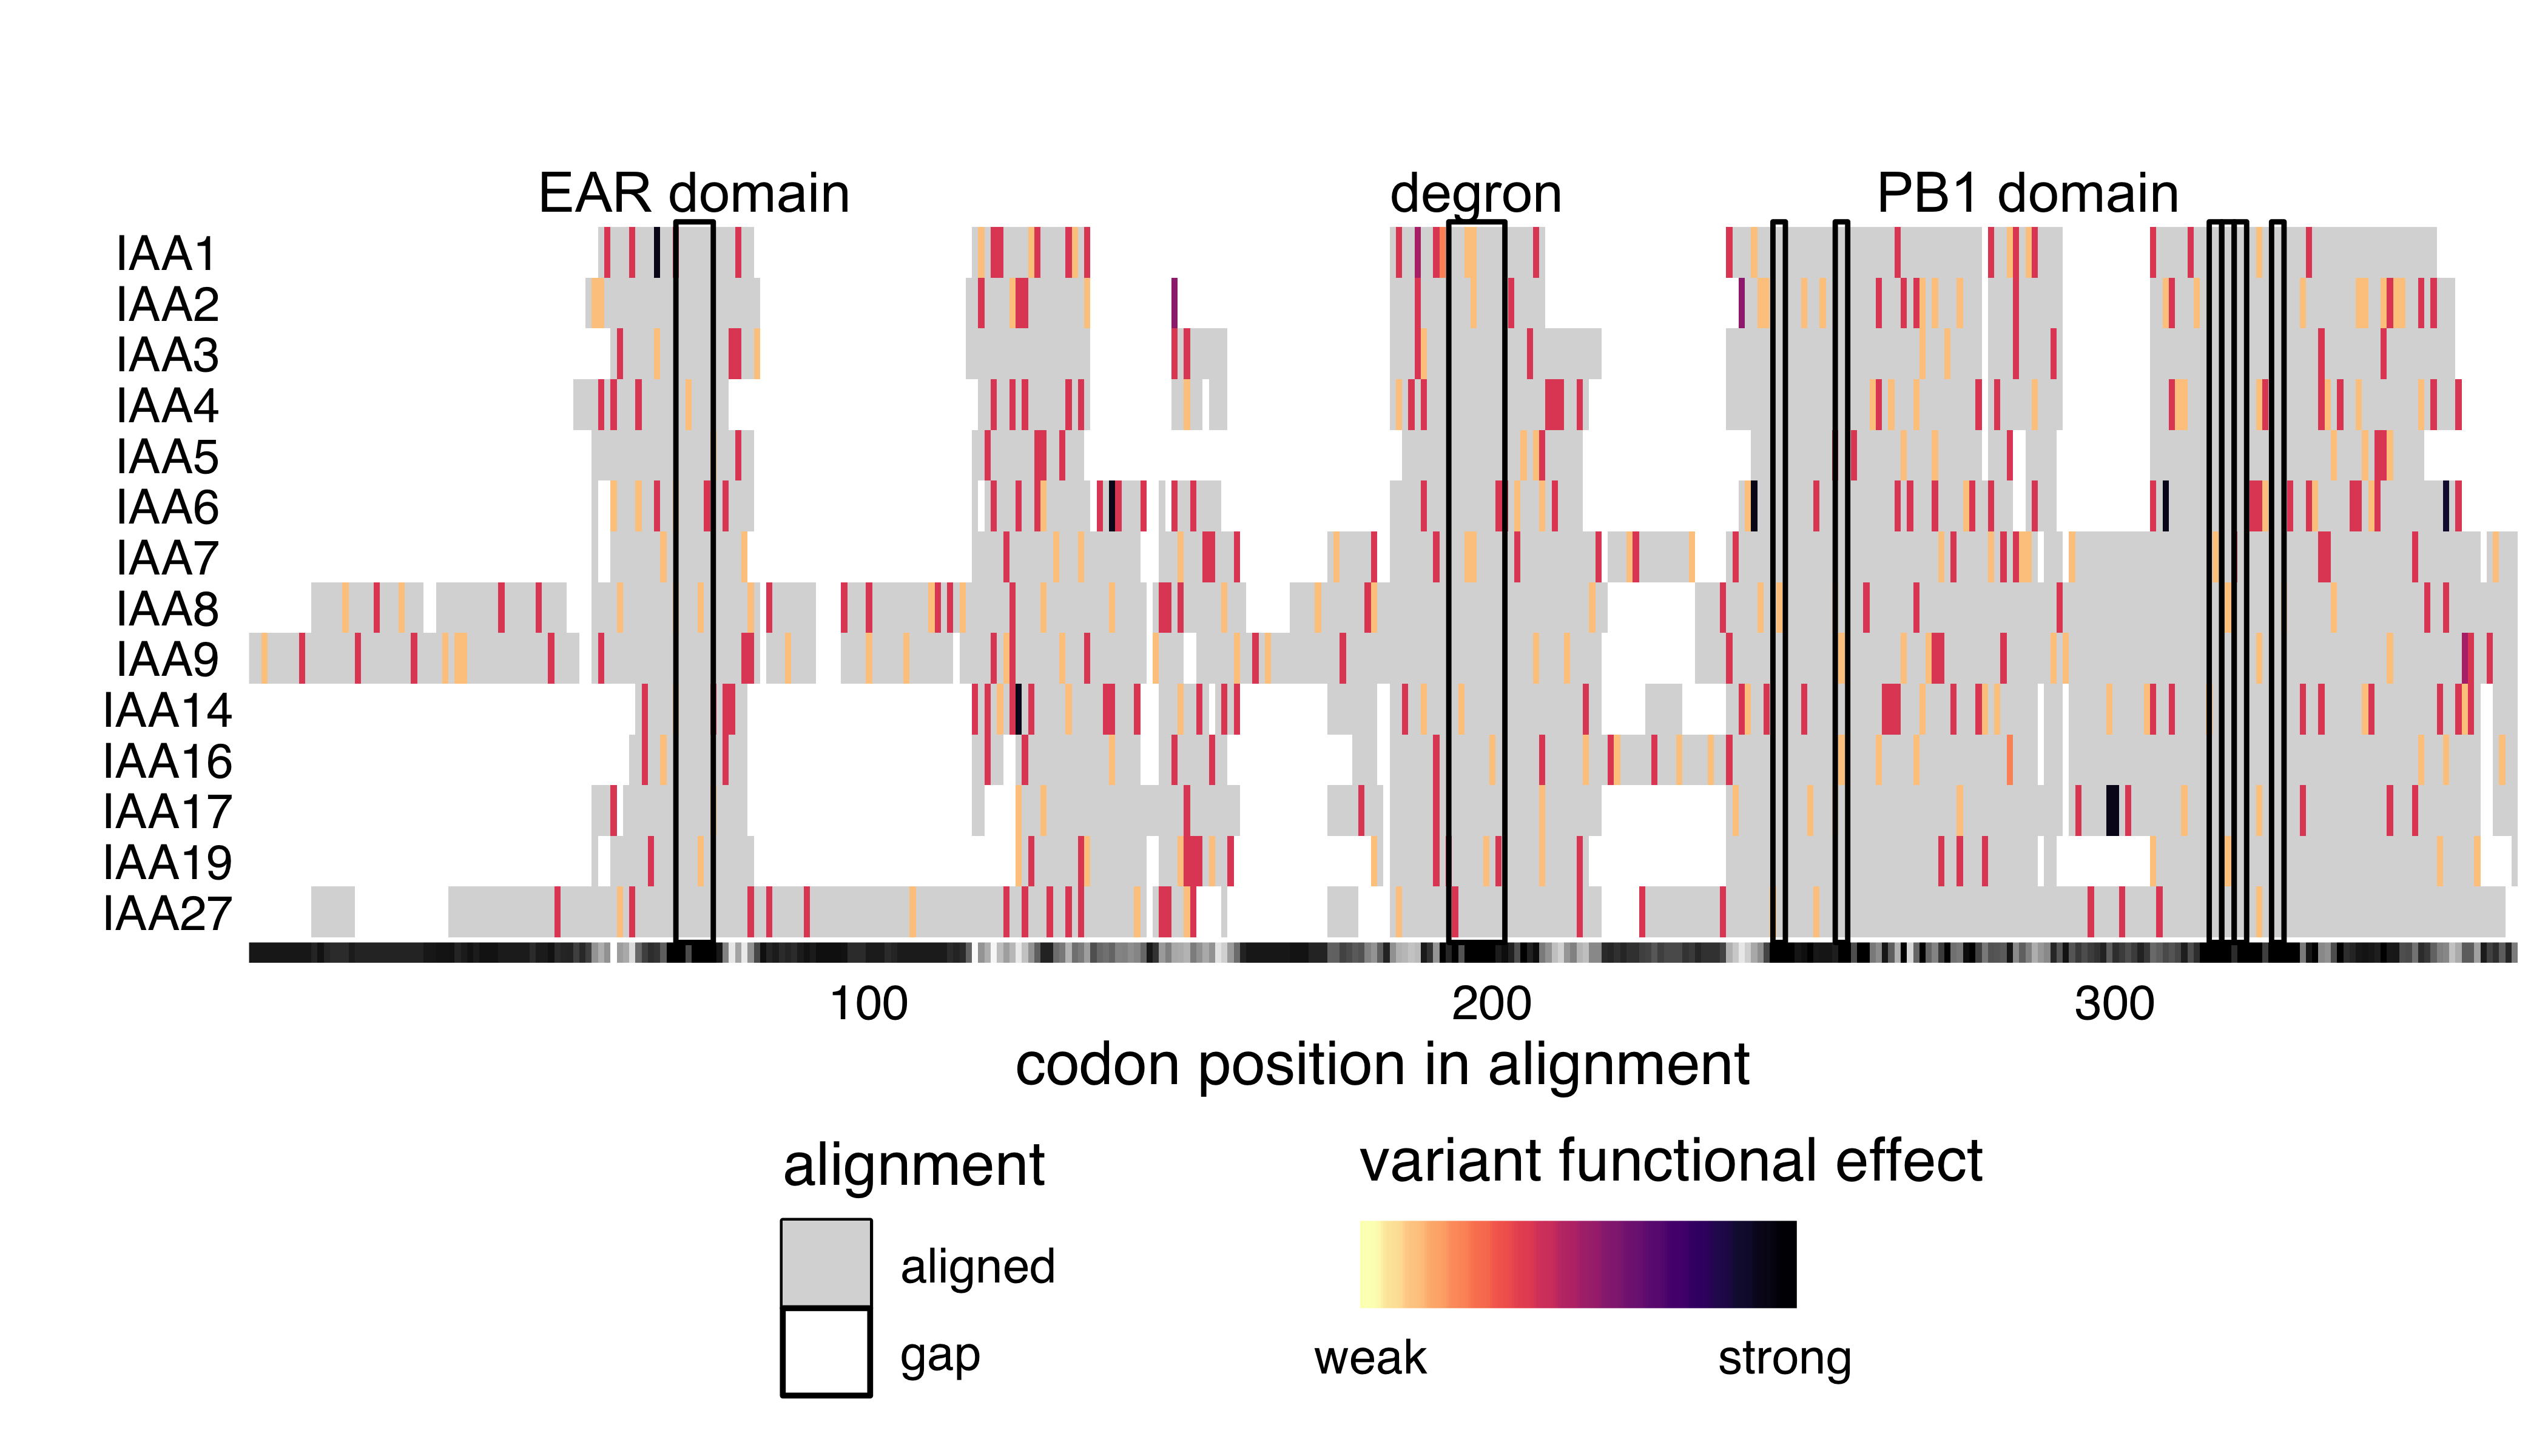 EAR domain degron PB1 domain
IAA1
IAA2
IAA3
IAA4
IAA5
IAA6
IAA7
IAA8
IAA9
IAA14
IAA16
IAA17
IAA19
IAA27
100 200 300
codon position in alignment
alignment
aligned
gap
variant functional effect
weak strong